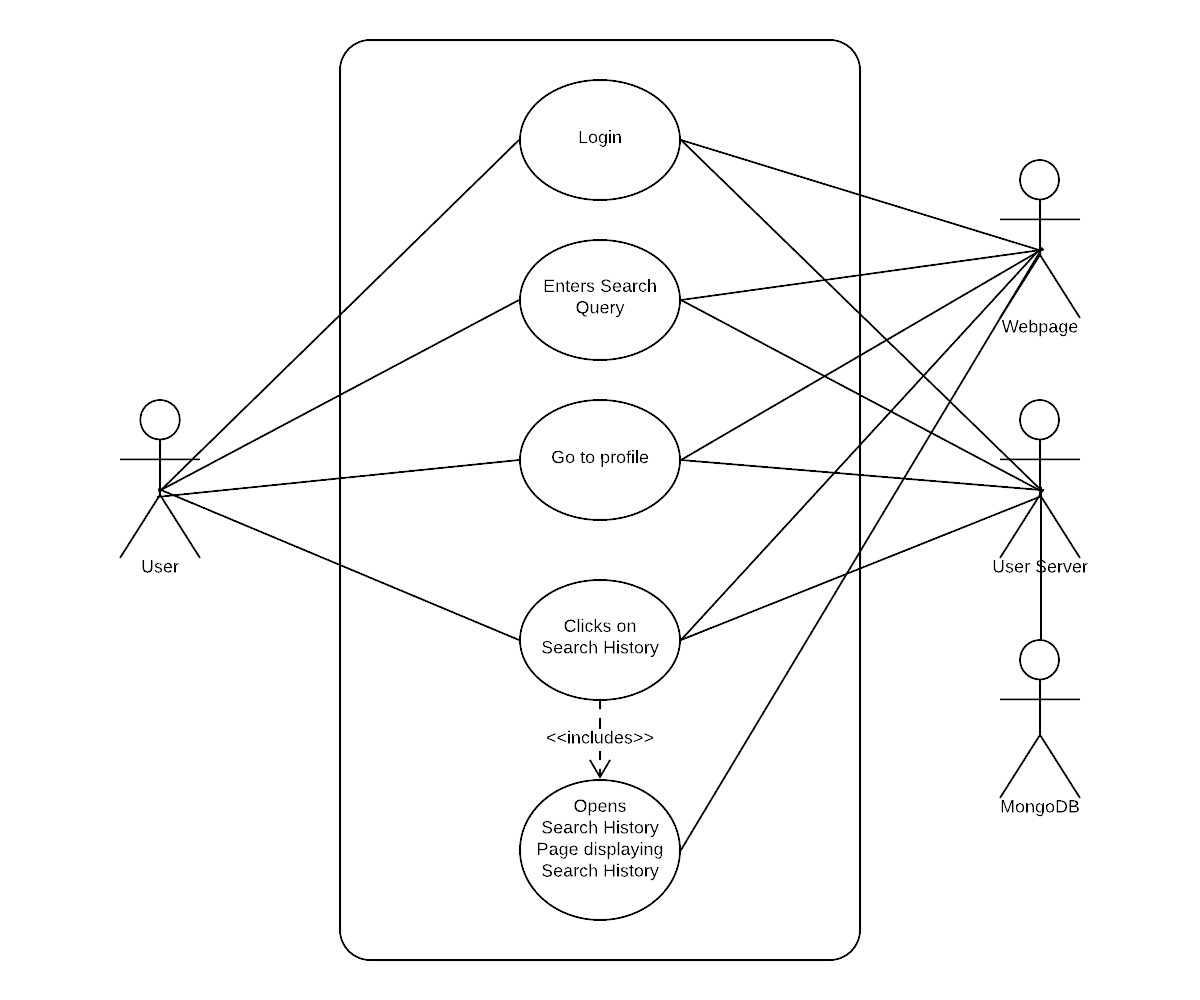 Login
Enters Search
Query
Webpage
Go to profile
User
User Server
Clicks on
Search History
<<includes>>
Opens
Search History
Page displaying
Search History
MongoDB